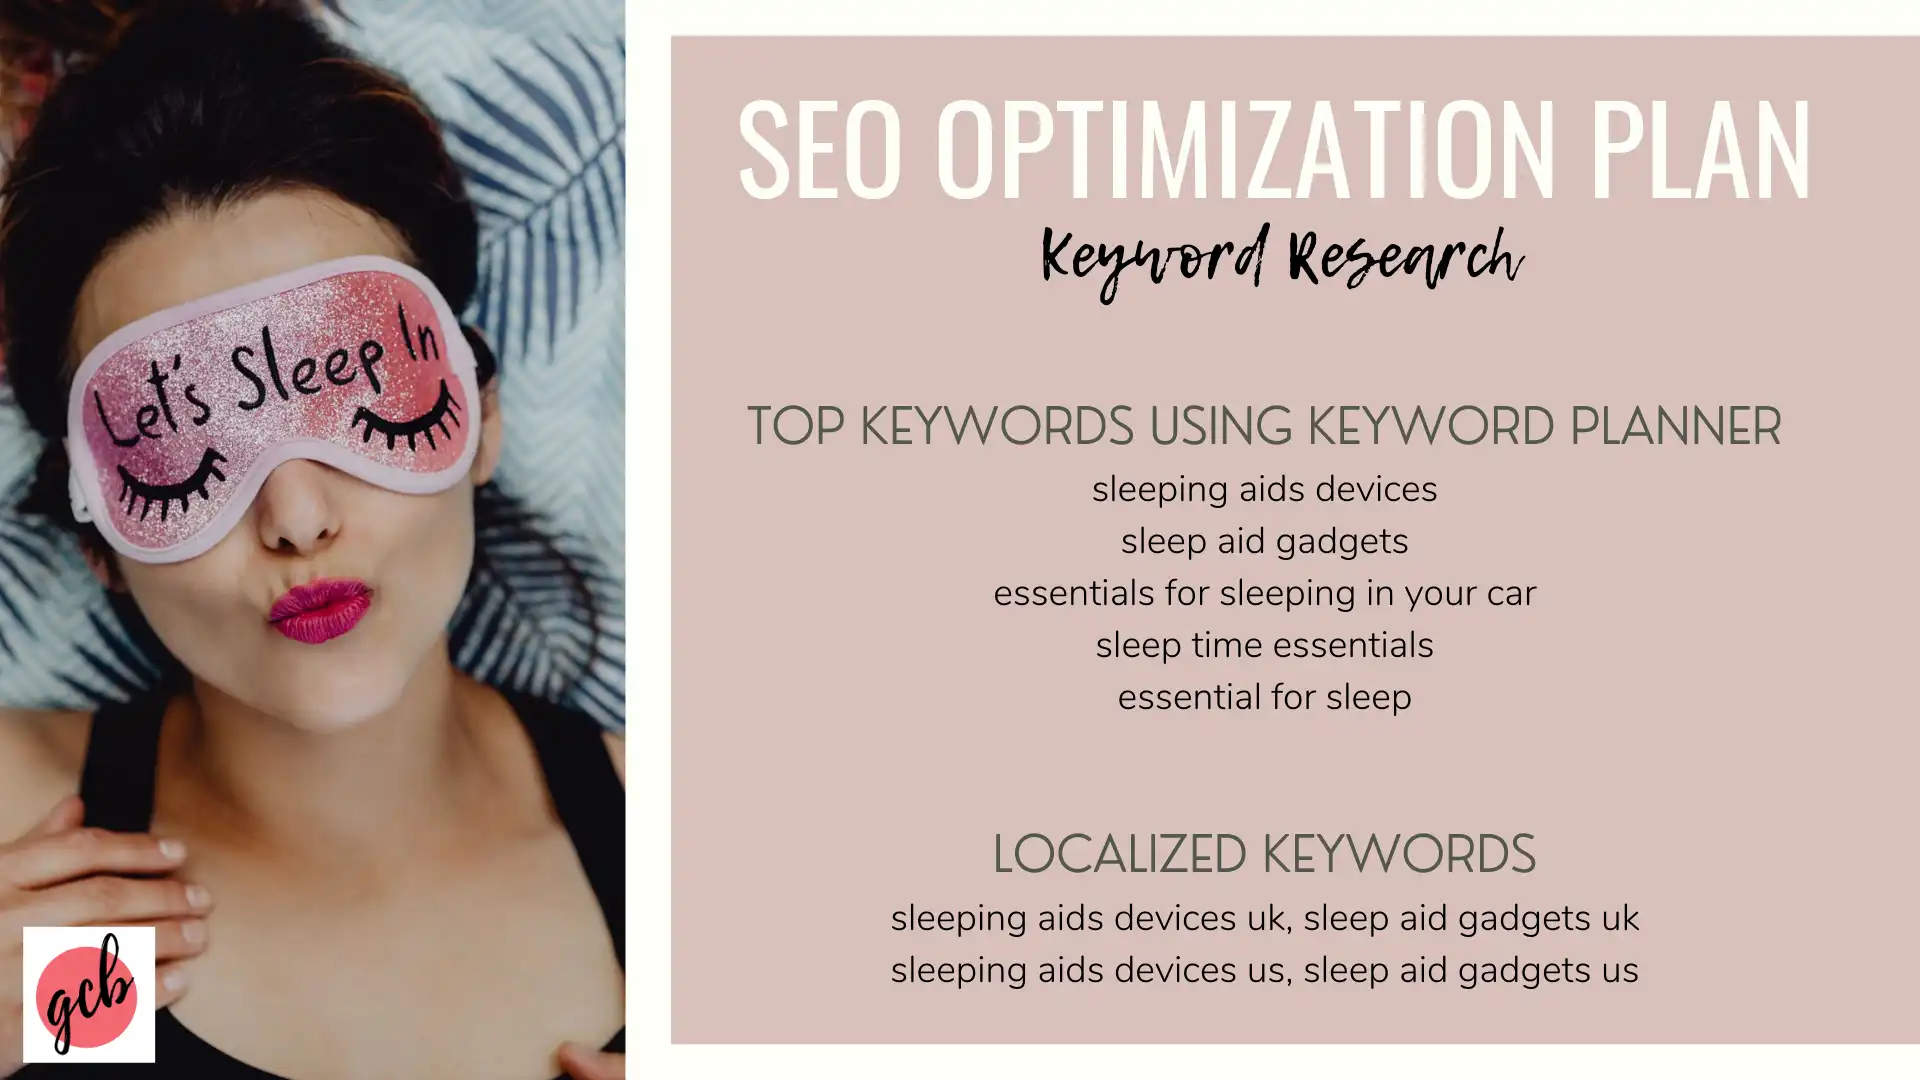 Let's Sleep In
gcb
SEO OPTIMIZATION PLAN
Keyword Research
TOP KEYWORDS USING KEYWORD PLANNER
sleeping aids devices
sleep aid gadgets
essentials for sleeping in your car
sleep time essentials
essential for sleep
LOCALIZED KEYWORDS
sleeping aids devices uk, sleep aid gadgets uk
sleeping aids devices us, sleep aid gadgets us